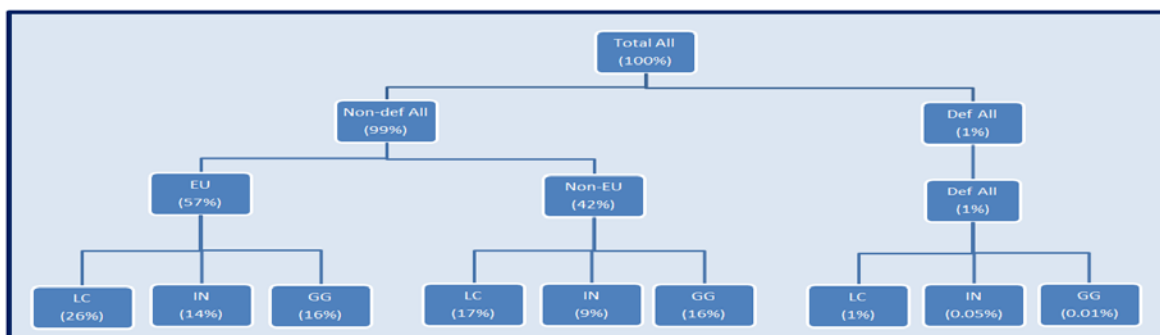 Total All
(100%)
Non-def All
(99%)
Def All
(1%)
EU
(57%)
Non-EU
(42%)
Def All
(1%)
LC
(26%)
IN
(14%)
GG
(16%)
LC
(17%)
IN
(9%)
GG
(16%)
LC
(1%)
IN
(0.05%)
GG
(0.01%)